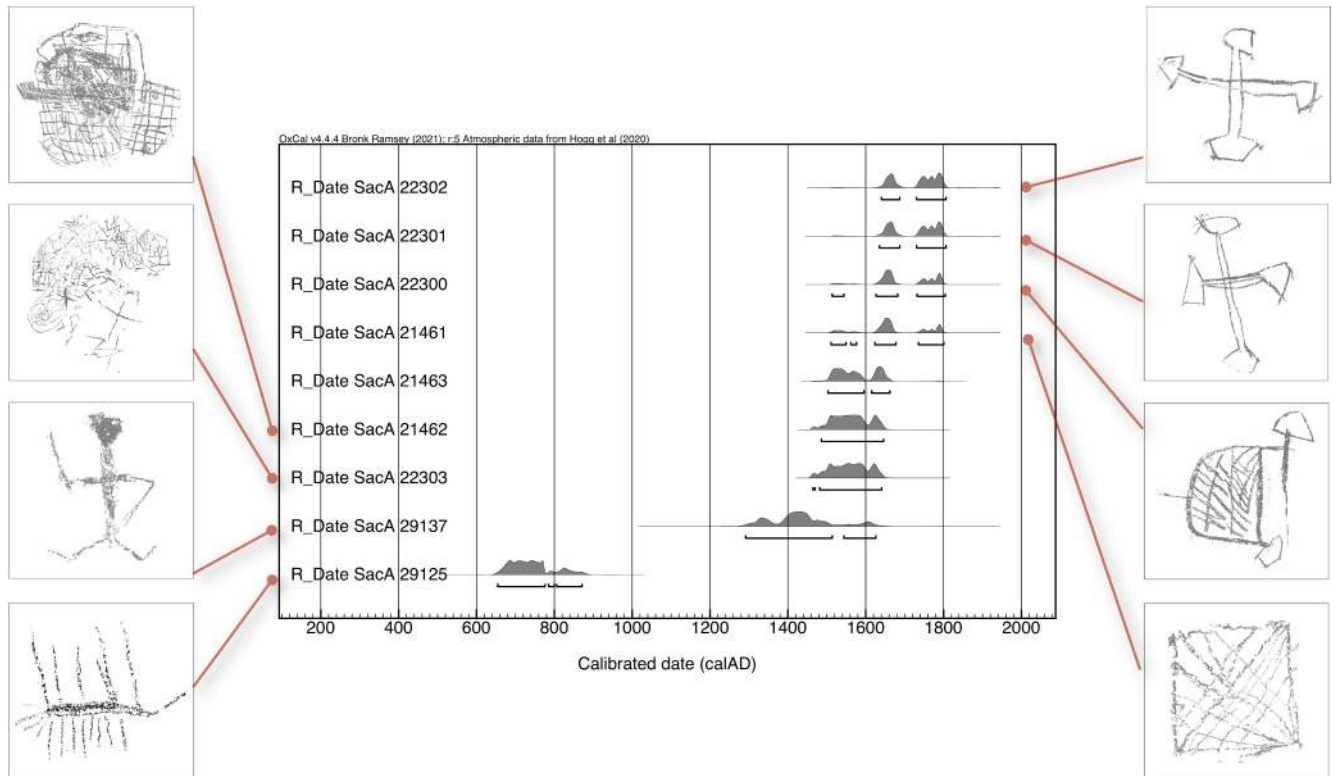 OxCal v4.4.4 Bronk Ramsey (2021); r:5 Atmospheric data from Hogg et al (2020)
R_Date SacA 22302
R_Date SacA 22301
R_Date SacA 22300
R_Date SacA 21461
R_Date SacA 21463
R_Date SacA 21462
R_Date SacA 22303
R_Date SacA 29137
R_Date SacA 29125
200 400 600 800 1000 1200 1400 1600 1800 2000
Calibrated date (calAD)